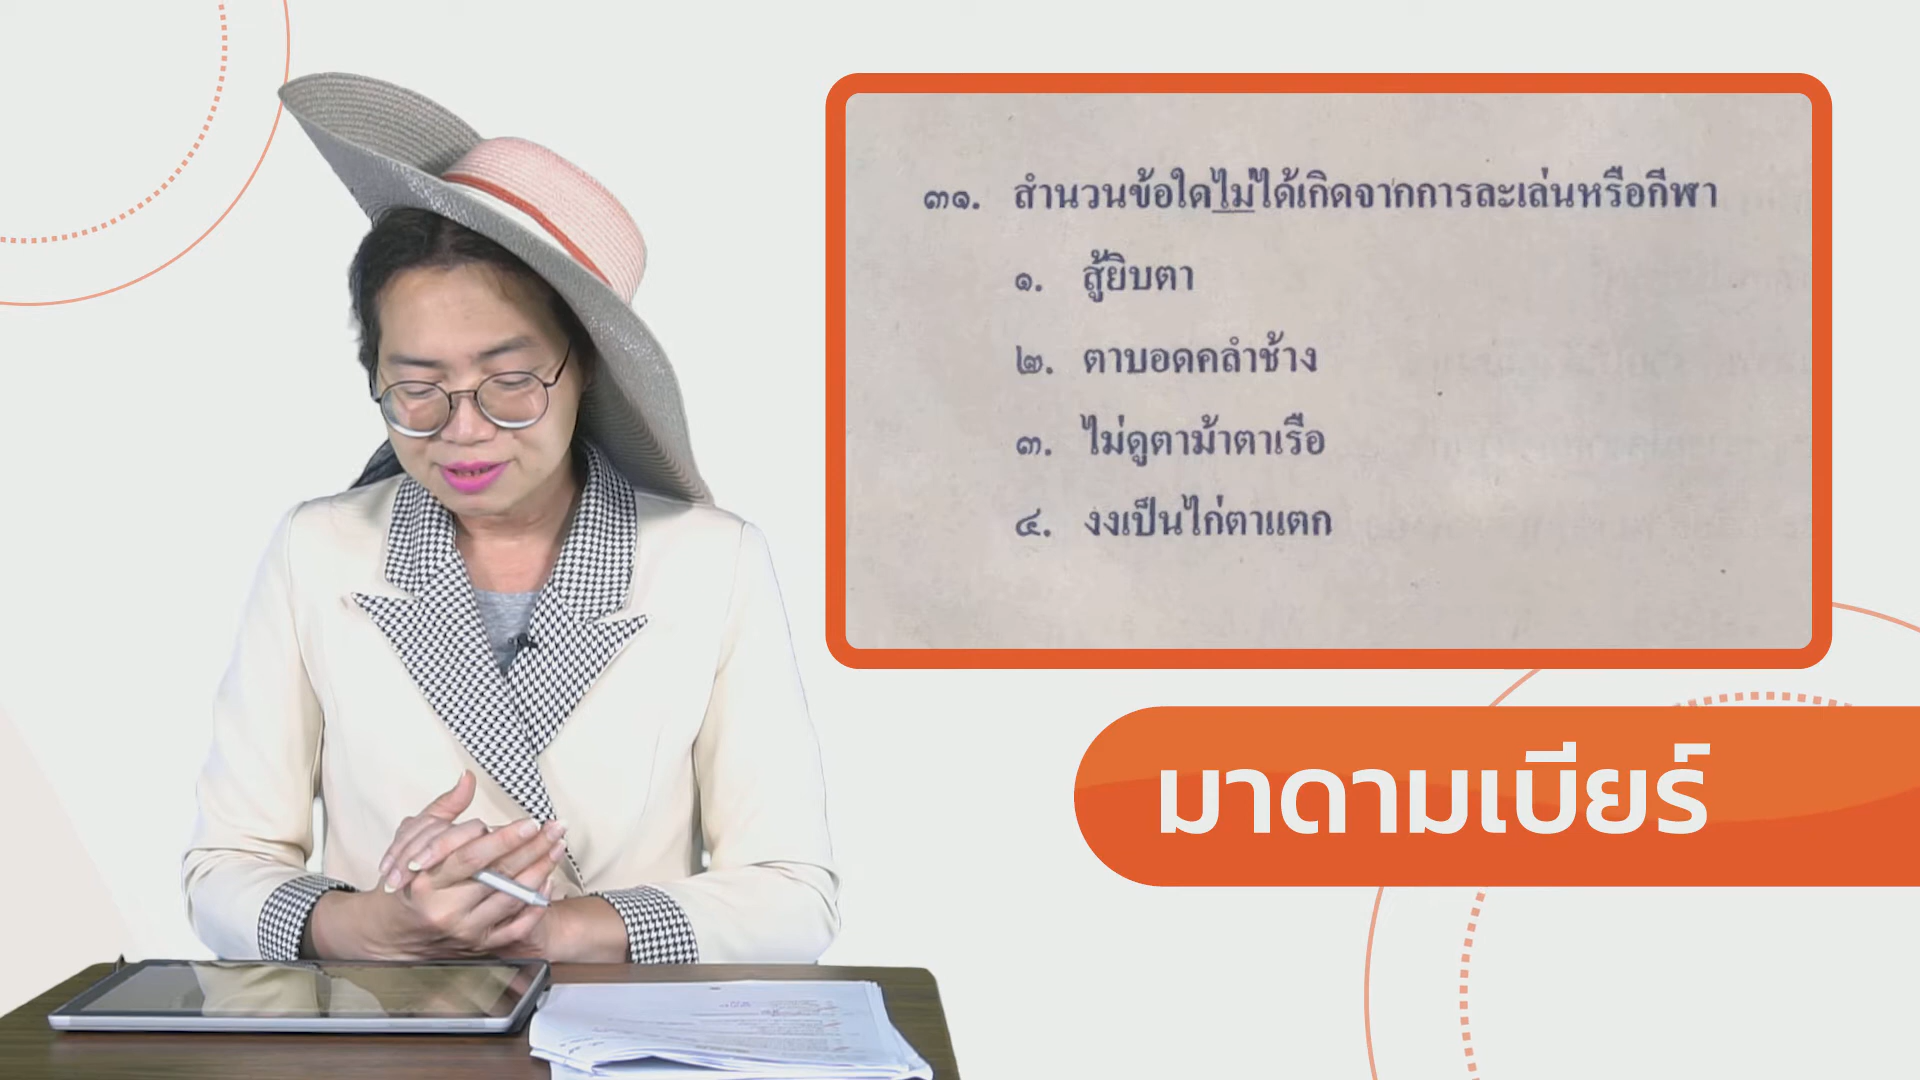 ๓๑. สำนวนข้อใดไม่ได้เกิดจากการละเล่นหรือกีฬา
๑. สู้ยิบตา
๒. ตาบอดคลำช้าง
๓. ไม่ดูตาม้าตาเรือ
๔. งงเป็นไก่ตาแตก
มาดามเบียร์